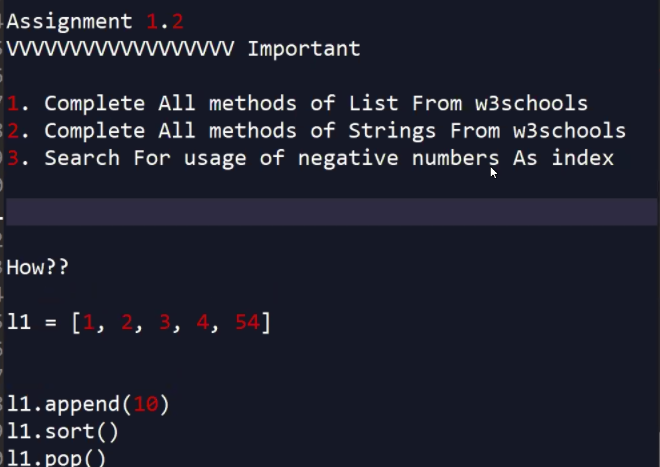 Assignment 1.2
VVVVVVVVVVVVVVVVVV Important
1. Complete All methods of List From w3schools
2. Complete All methods of Strings From w3schools
3. Search For usage of negative numbers As index
How??
l1 = [1, 2, 3, 4, 54]
l1.append(10)
l1.sort()
l1.pop()